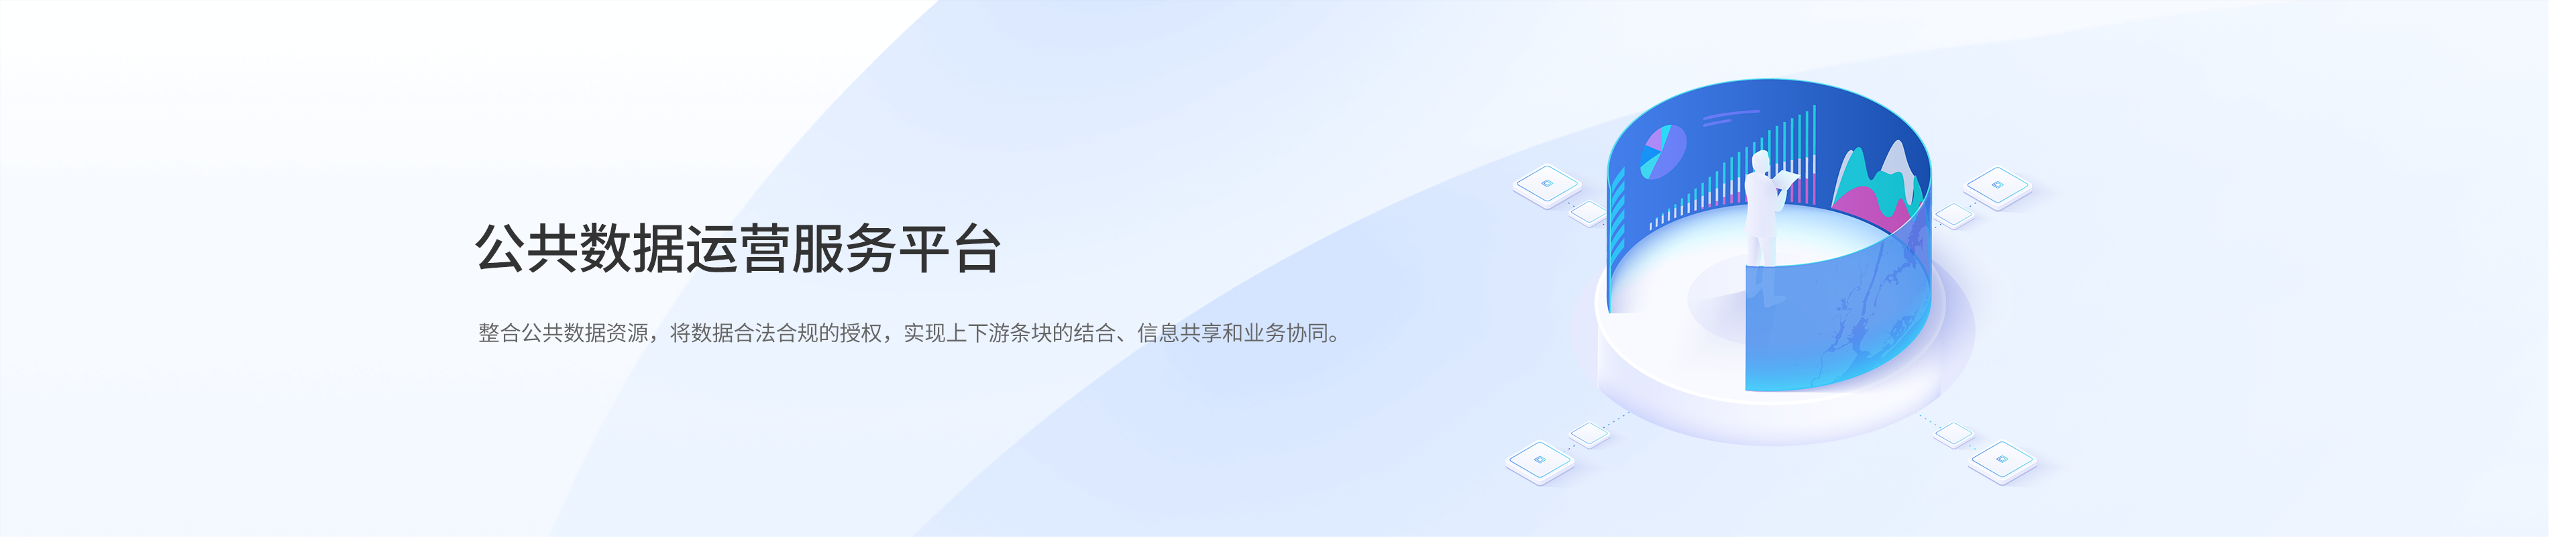 公共数据运营服务平台
整合公共数据资源，将数据合法合规的授权，实现上下游条块的结合、信息共享和业务协同。